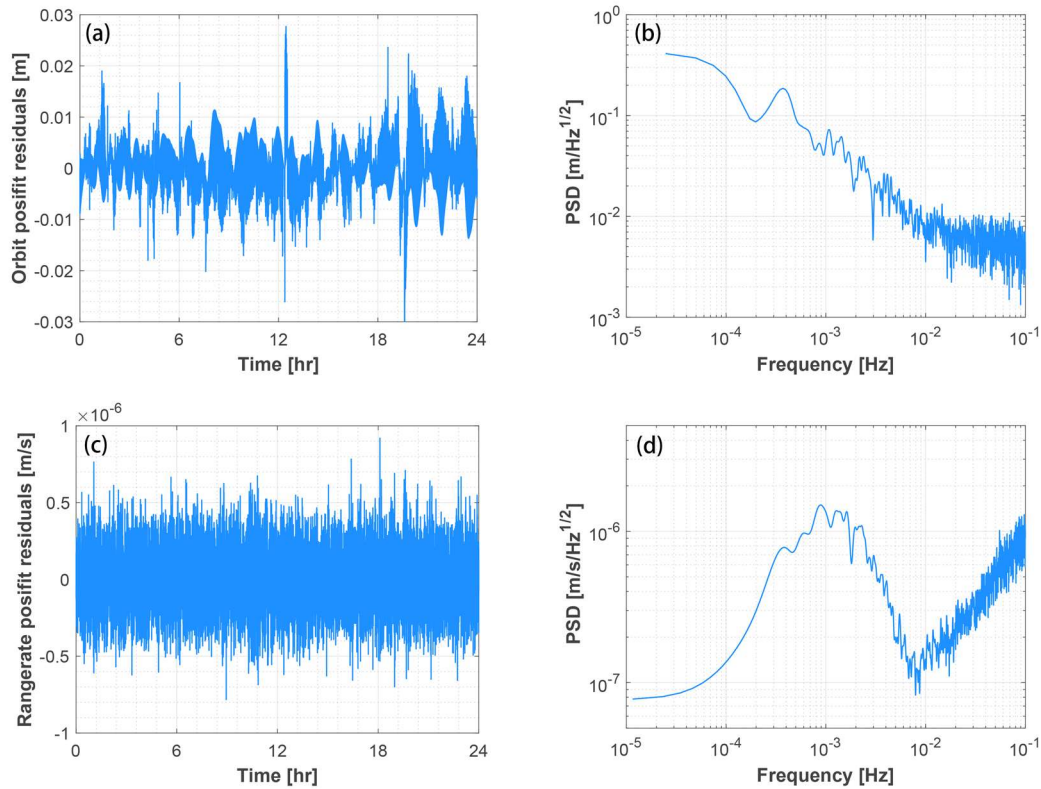 (a)
Orbit posifit residuals [m]
0.03
0.02
0.01
0
-0.01
-0.02
-0.03
0 6 12 18 24
Time [hr]
(b)
PSD [m/Hz^1/2]
10^0
10^-1
10^-2
10^-3
10^-5 10^-4 10^-3 10^-2 10^-1
Frequency [Hz]
(c)
×10^-6
Rangerate posifit residuals [m/s]
1
0.5
0
-0.5
-1
0 6 12 18 24
Time [hr]
(d)
PSD [m/s/Hz^1/2]
10^-6
10^-7
10^-5 10^-4 10^-3 10^-2 10^-1
Frequency [Hz]